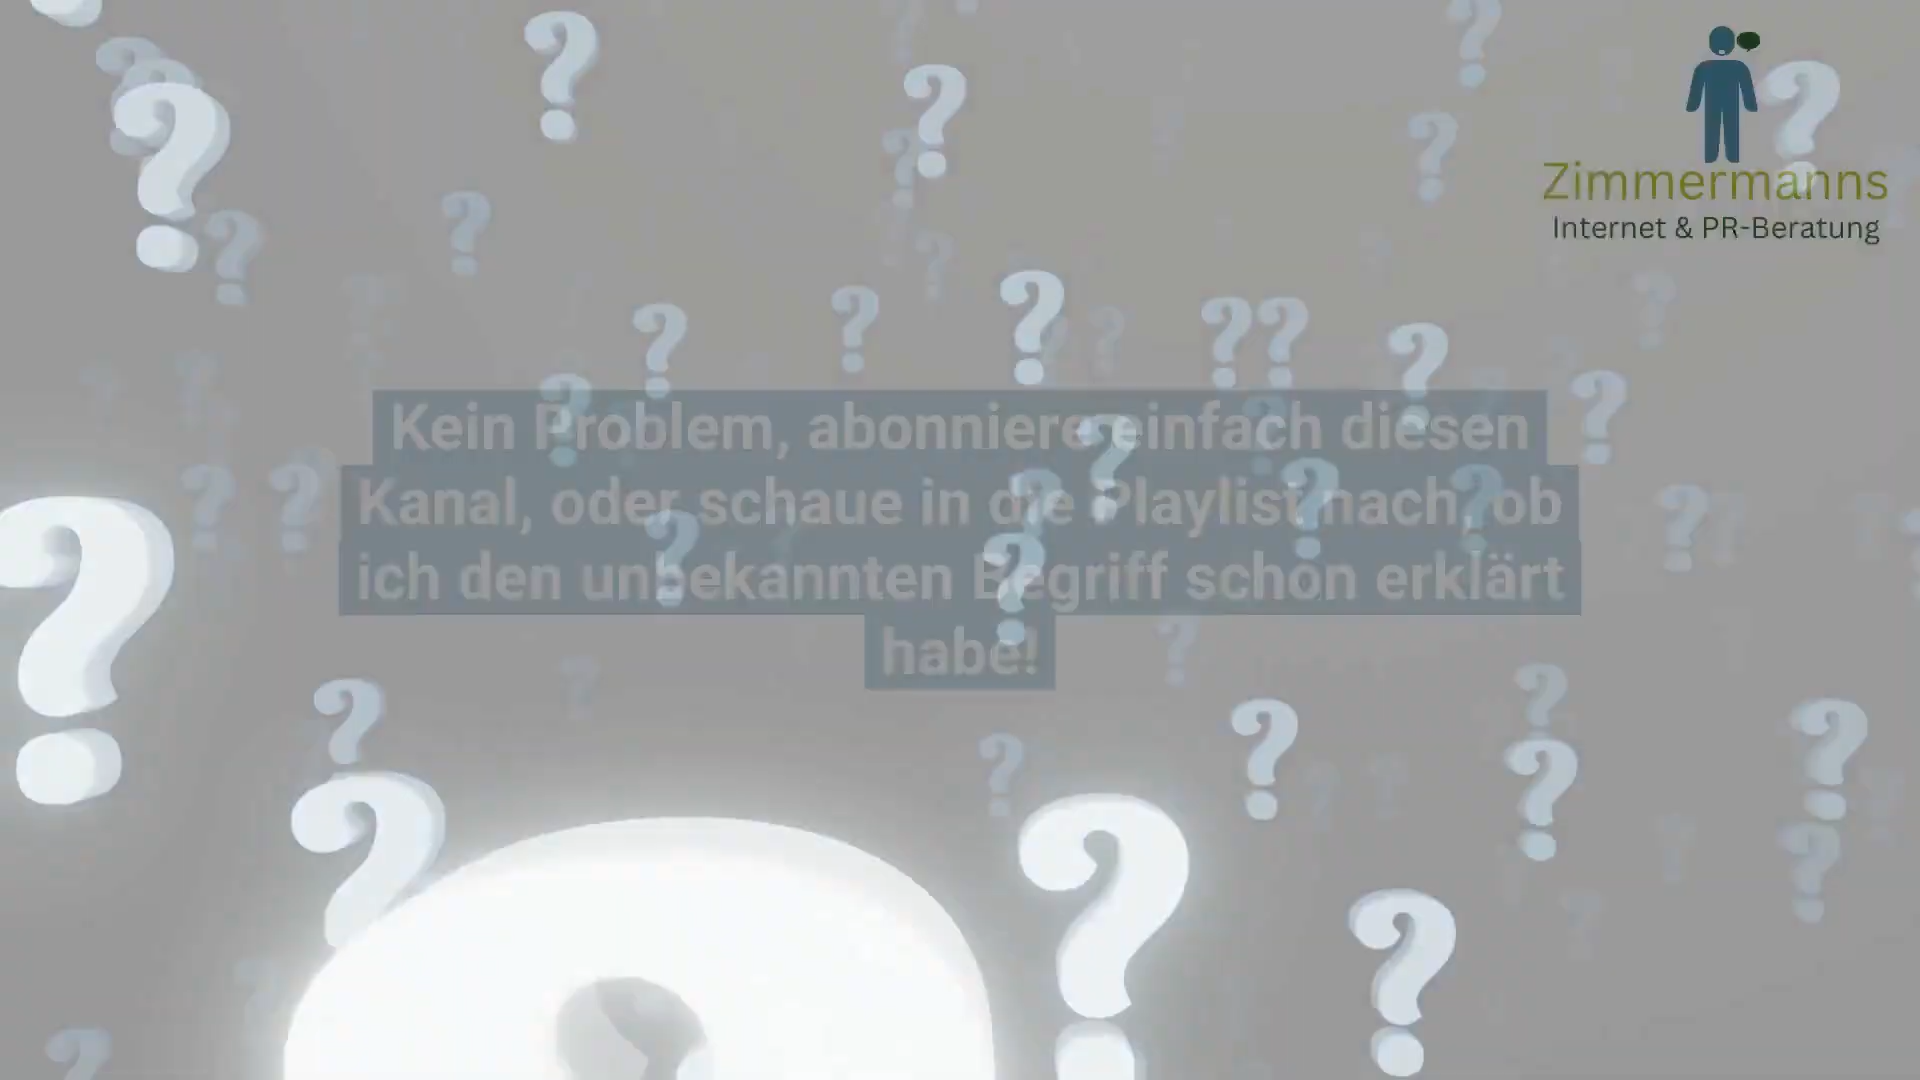 Zimmermanns
Internet & PR-Beratung
Kein Problem, abonniere einfach diesen
Kanal, oder schaue in die Playlist nach, ob
ich den unbekannten Begriff schon erklärt
habe!